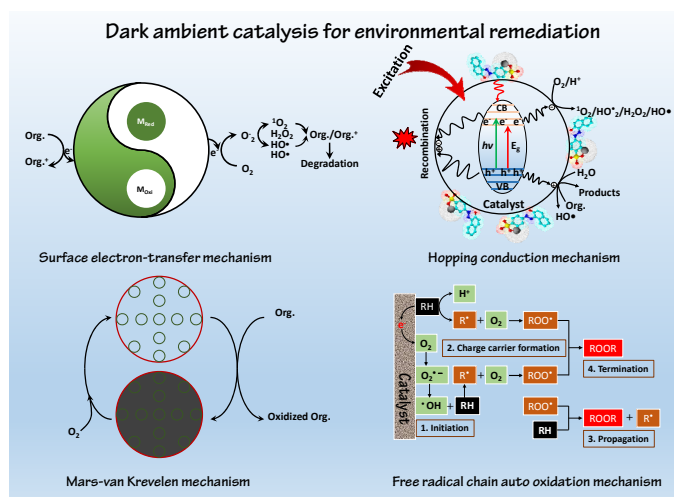 Dark ambient catalysis for environmental remediation
M_Red
M_Oxi
Org.
Org.⁺
e⁻
e⁻
O⁻₂
O₂
¹O₂
H₂O₂
HO•
HO•
Org./Org.⁺
Degradation
Surface electron-transfer mechanism
Excitation
Recombination
CB
e⁻ e⁻ e⁻
hν
E_g
h⁺ h⁺ h⁺
VB
Catalyst
O₂/H⁺
¹O₂/HO•₂/H₂O₂/HO•
H₂O
Products
Org.
HO•
Hopping conduction mechanism
Org.
Oxidized Org.
O₂
Mars-van Krevelen mechanism
Catalyst
e⁻
RH
H⁺
R• + O₂ ROO•
O₂
2. Charge carrier formation
ROOR
4. Termination
O₂•⁻
R• + O₂ ROO•
•OH + RH
1. Initiation
ROO•
RH
ROOR + R•
3. Propagation
Free radical chain auto oxidation mechanism